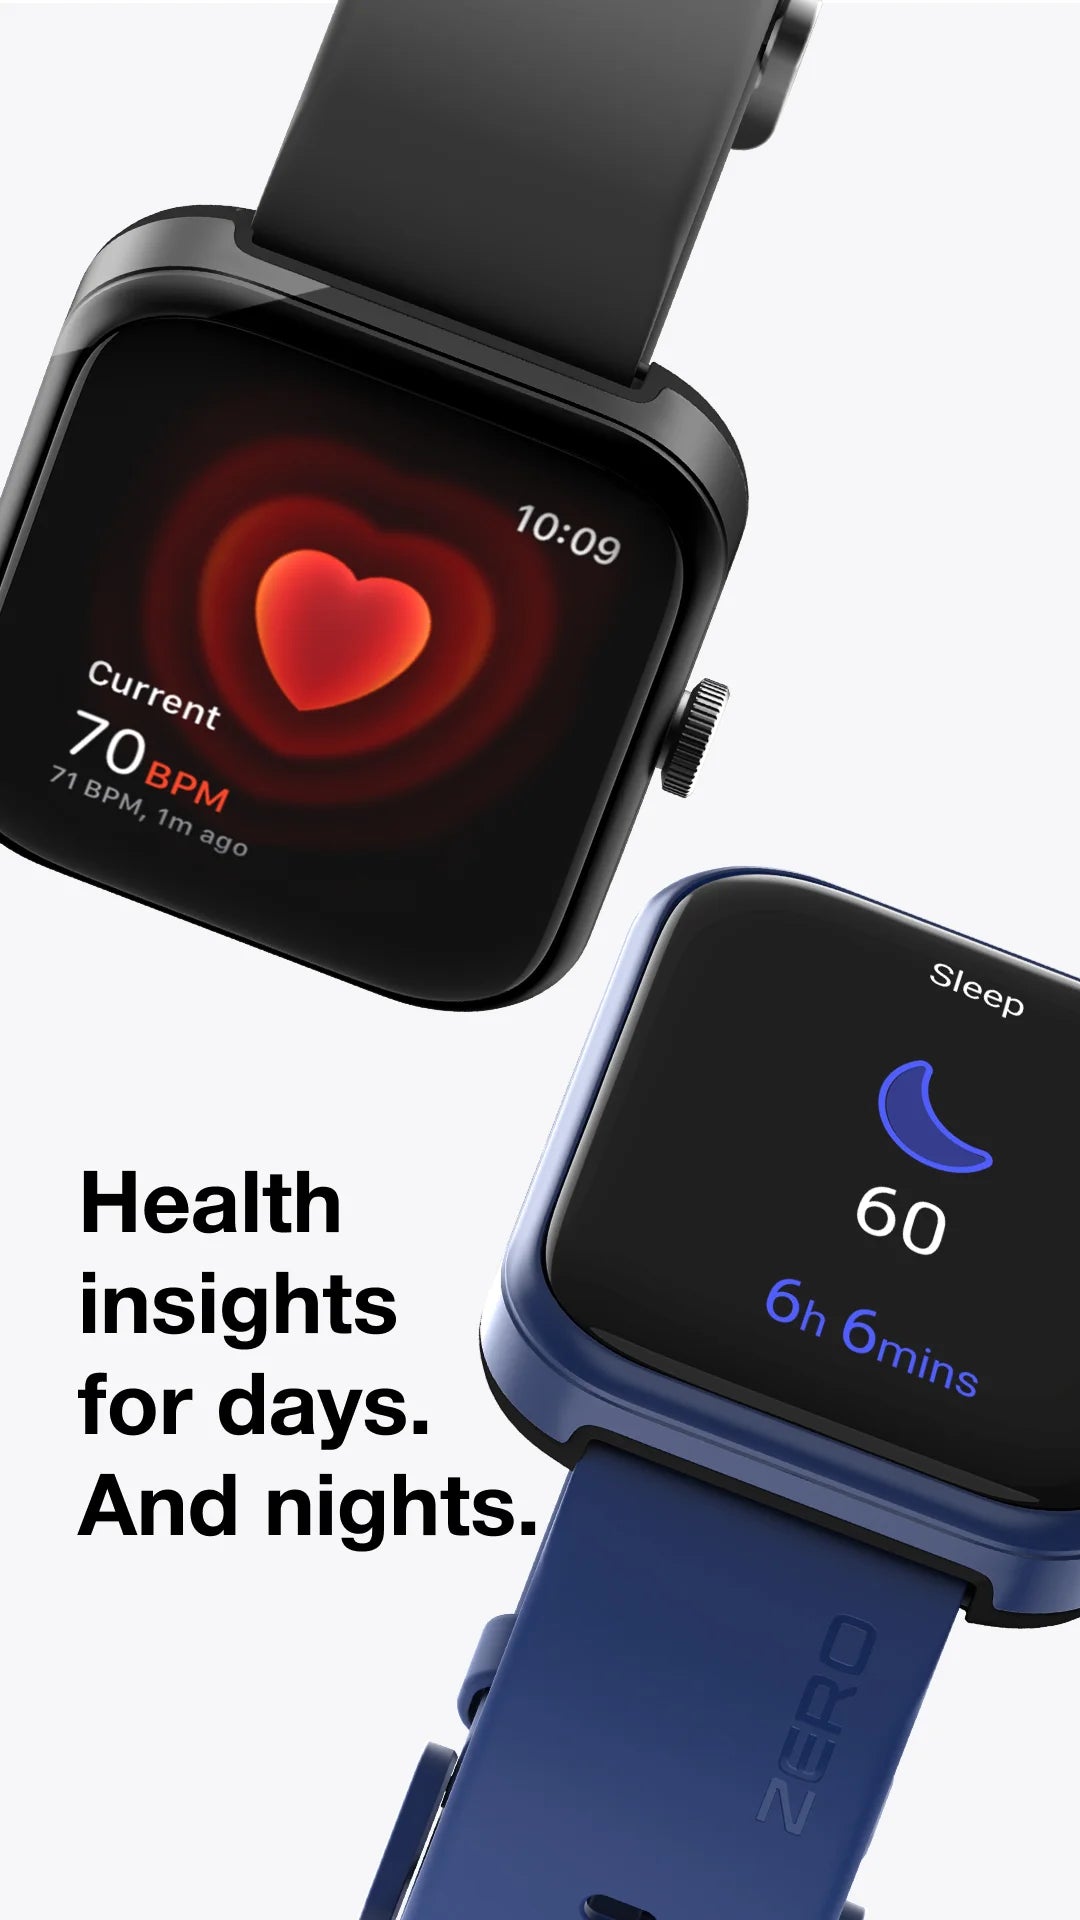 10:09
Current
70 BPM
71 BPM, 1m ago
Sleep
60
6h 6mins
Health
insights
for days.
And nights.
ZERO